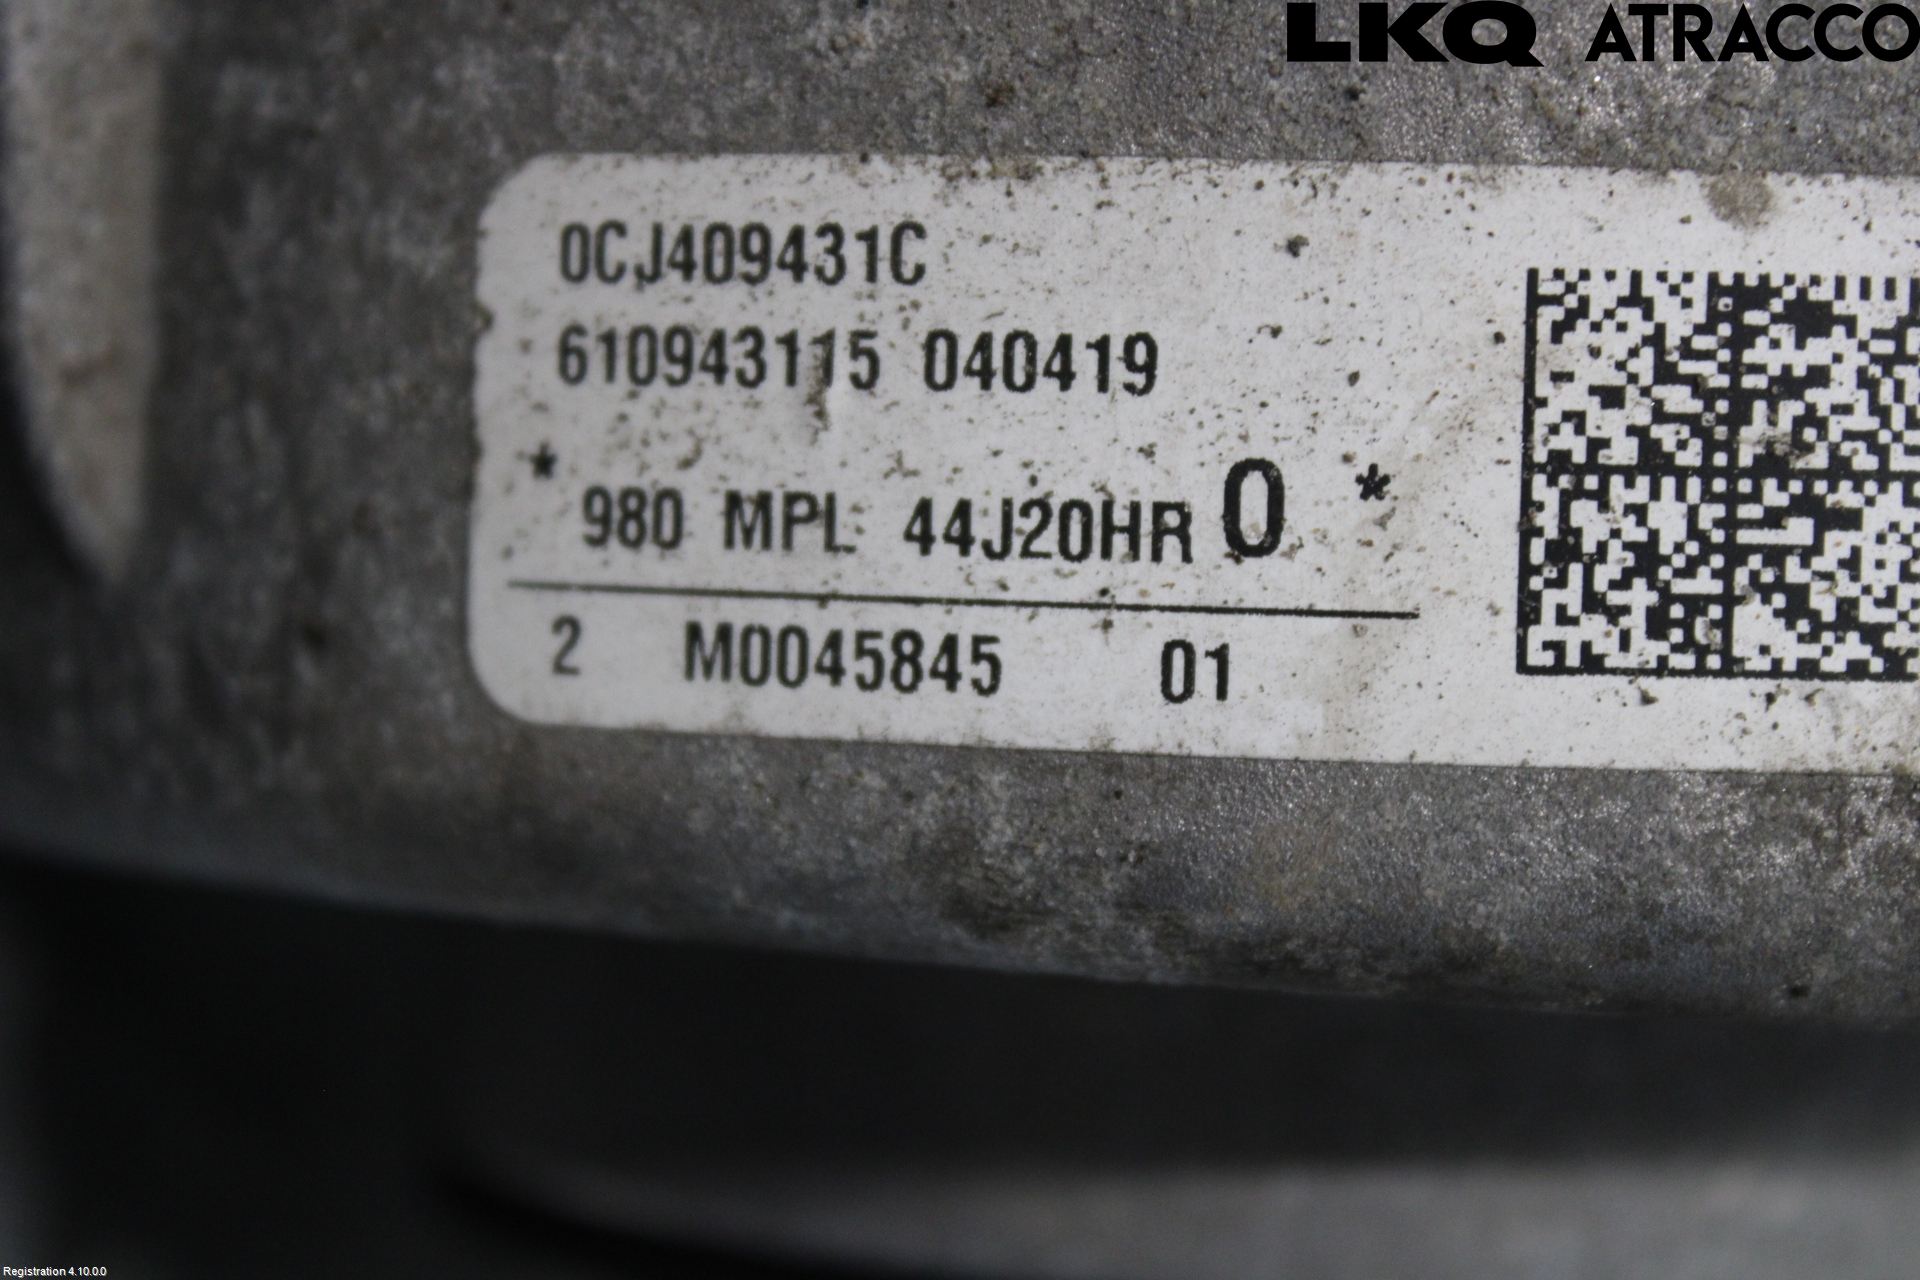 LKQ ATRACCO
0CJ409431C
610943115 040419
* 980 MPL 44J20HR 0 *
2 M0045845 01
Registration 4.10.0.0